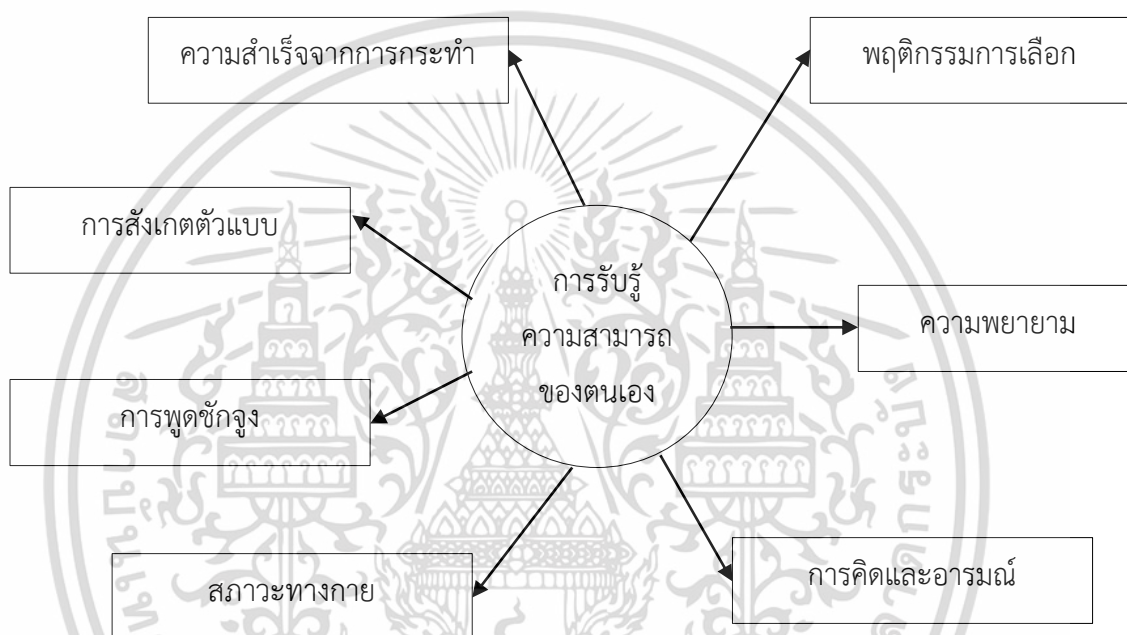 ความสำเร็จจากการกระทำ
พฤติกรรมการเลือก
การสังเกตตัวแบบ
การรับรู้
ความสามารถ
ของตนเอง
ความพยายาม
การพูดชักจูง
สภาวะทางกาย
การคิดและอารมณ์